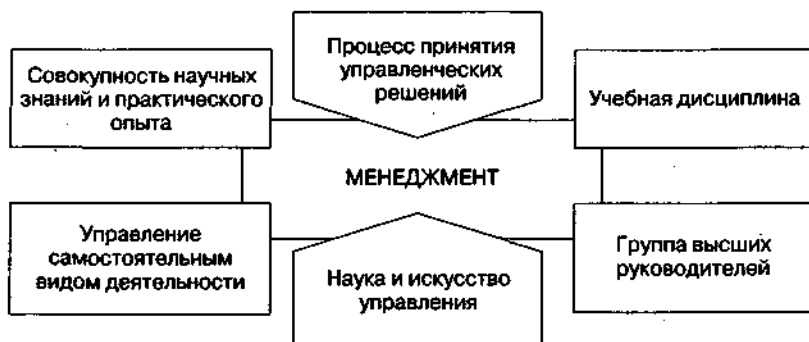 Совокупность научных
знаний и практического
опыта
Процесс принятия
управленческих
решений
Учебная дисциплина
МЕНЕДЖМЕНТ
Управление
самостоятельным
видом деятельности
Наука и искусство
управления
Группа высших
руководителей